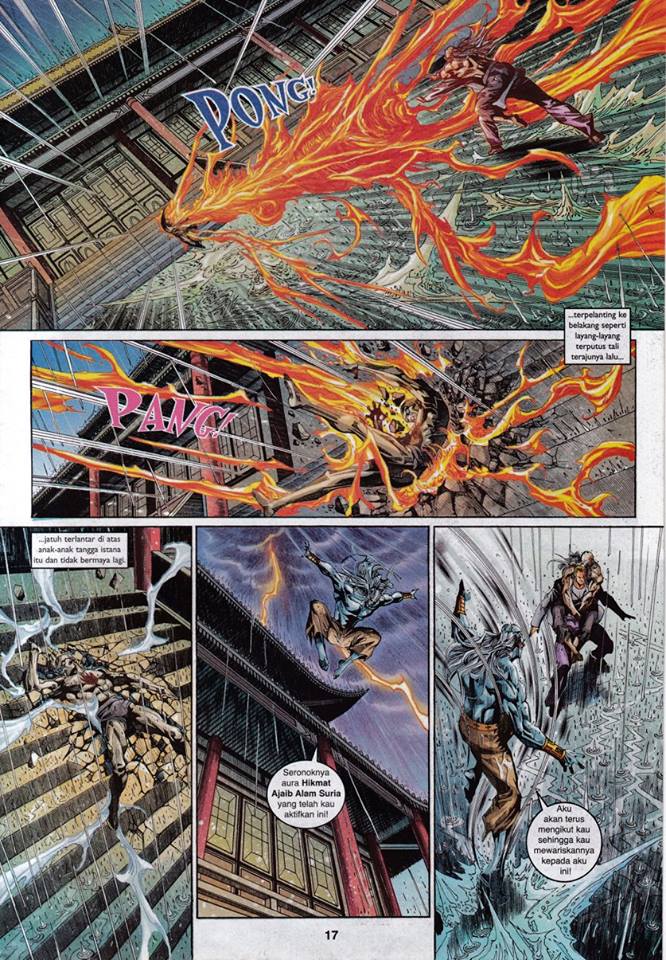 PONG!
...terpelanting ke
belakang seperti
layang-layang
terputus tali
terajunya lalu...
PANG!
...jatuh terlantar di atas
anak-anak tangga istana
itu dan tidak bermaya lagi.
Seronoknya
aura Hikmat
Ajaib Alam Suria
yang telah kau
aktifkan ini!
Aku
akan terus
mengikut kau
sehingga kau
mewariskannya
kepada aku
ini!
17